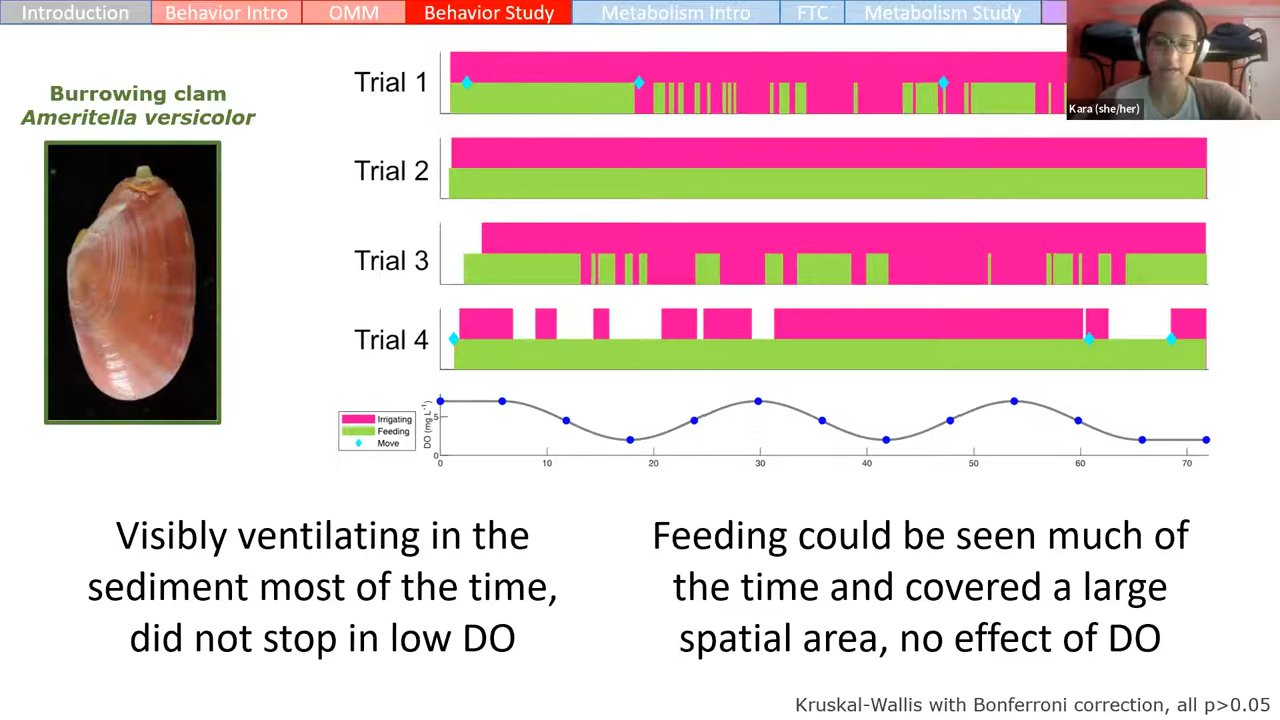 Introduction Behavior Intro OMM Behavior Study Metabolism Intro FTC Metabolism Study
Kara (she/her)
Burrowing clam
Ameritella versicolor
Trial 1
Trial 2
Trial 3
Trial 4
Irrigating
Feeding
Move
DO (mg L⁻¹)
5
0
0 10 20 30 40 50 60 70
Visibly ventilating in the
sediment most of the time,
did not stop in low DO
Feeding could be seen much of
the time and covered a large
spatial area, no effect of DO
Kruskal-Wallis with Bonferroni correction, all p>0.05